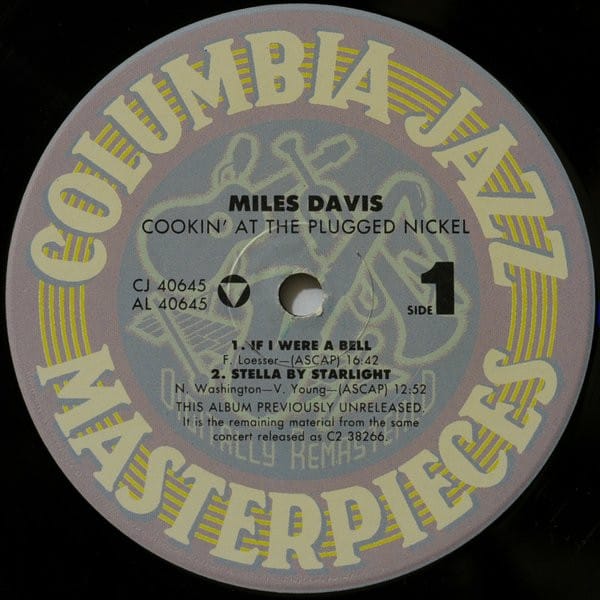 COLUMBIA JAZZ
MILES DAVIS
COOKIN' AT THE PLUGGED NICKEL
CJ 40645
AL 40645
SIDE 1
1. IF I WERE A BELL
F. Loesser—(ASCAP) 16:42
2. STELLA BY STARLIGHT
N. Washington—V. Young—(ASCAP) 12:52
THIS ALBUM PREVIOUSLY UNRELEASED.
It is the remaining material from the same
concert released as C2 38266.
DIGITALLY REMASTERED
MASTERPIECES